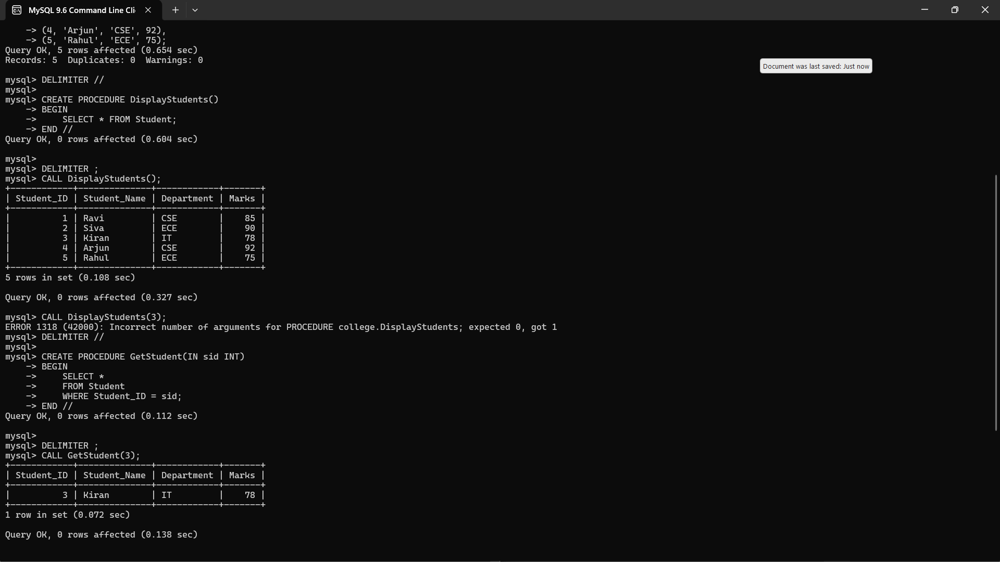 MySQL 9.6 Command Line Cli
    -> (4, 'Arjun', 'CSE', 92),
    -> (5, 'Rahul', 'ECE', 75);
Query OK, 5 rows affected (0.654 sec)
Records: 5  Duplicates: 0  Warnings: 0
Document was last saved: Just now
mysql> DELIMITER //
mysql>
mysql> CREATE PROCEDURE DisplayStudents()
    -> BEGIN
    ->     SELECT * FROM Student;
    -> END //
Query OK, 0 rows affected (0.604 sec)
mysql>
mysql> DELIMITER ;
mysql> CALL DisplayStudents();
+------------+--------------+------------+-------+
| Student_ID | Student_Name | Department | Marks |
+------------+--------------+------------+-------+
|          1 | Ravi         | CSE        |    85 |
|          2 | Siva         | ECE        |    90 |
|          3 | Kiran        | IT         |    78 |
|          4 | Arjun        | CSE        |    92 |
|          5 | Rahul        | ECE        |    75 |
+------------+--------------+------------+-------+
5 rows in set (0.108 sec)
Query OK, 0 rows affected (0.327 sec)
mysql> CALL DisplayStudents(3);
ERROR 1318 (42000): Incorrect number of arguments for PROCEDURE college.DisplayStudents; expected 0, got 1
mysql> DELIMITER //
mysql>
mysql> CREATE PROCEDURE GetStudent(IN sid INT)
    -> BEGIN
    ->     SELECT *
    ->     FROM Student
    ->     WHERE Student_ID = sid;
    -> END //
Query OK, 0 rows affected (0.112 sec)
mysql>
mysql> DELIMITER ;
mysql> CALL GetStudent(3);
+------------+--------------+------------+-------+
| Student_ID | Student_Name | Department | Marks |
+------------+--------------+------------+-------+
|          3 | Kiran        | IT         |    78 |
+------------+--------------+------------+-------+
1 row in set (0.072 sec)
Query OK, 0 rows affected (0.138 sec)